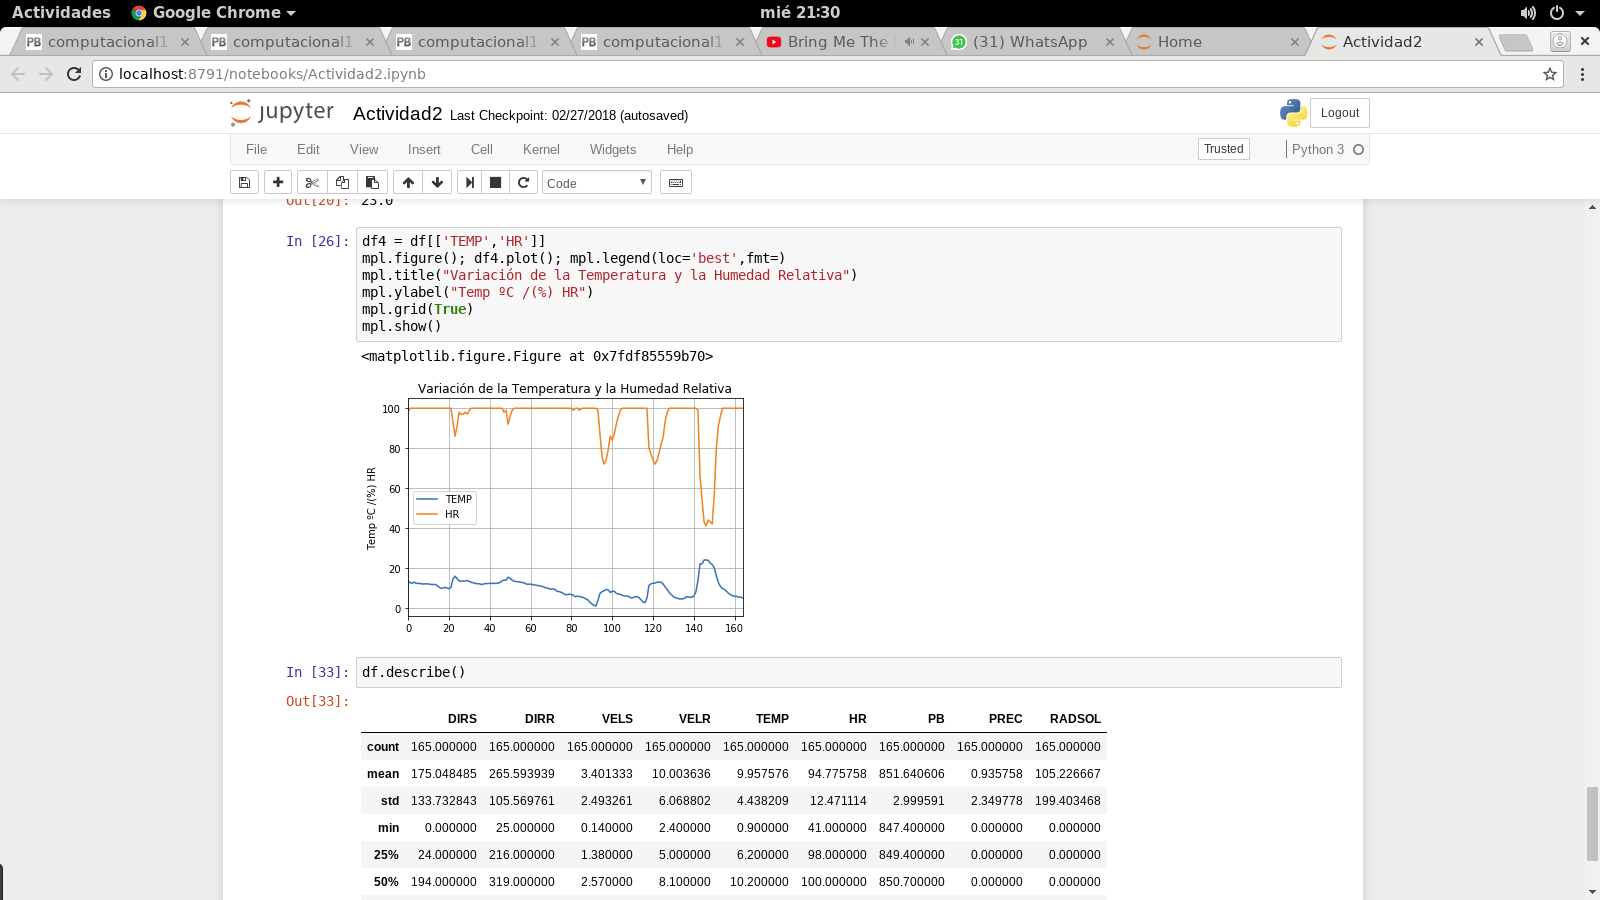 Actividades Google Chrome mié 21:30
PB computacional1 PB computacional1 PB computacional1 PB computacional1 Bring Me The 31 (31) WhatsApp Home Actividad2
localhost:8791/notebooks/Actividad2.ipynb
jupyter Actividad2 Last Checkpoint: 02/27/2018 (autosaved) Logout
File Edit View Insert Cell Kernel Widgets Help Trusted Python 3
Code
Out[20]: 23.0
In [26]: df4 = df[['TEMP','HR']]
mpl.figure(); df4.plot(); mpl.legend(loc='best',fmt=)
mpl.title("Variación de la Temperatura y la Humedad Relativa")
mpl.ylabel("Temp ºC /(%) HR")
mpl.grid(True)
mpl.show()
<matplotlib.figure.Figure at 0x7fdf85559b70>
Variación de la Temperatura y la Humedad Relativa
100
80
60
40
20
0
Temp ºC /(%) HR
TEMP
HR
0 20 40 60 80 100 120 140 160
In [33]: df.describe()
Out[33]:
DIRS DIRR VELS VELR TEMP HR PB PREC RADSOL
count 165.000000 165.000000 165.000000 165.000000 165.000000 165.000000 165.000000 165.000000 165.000000
mean 175.048485 265.593939 3.401333 10.003636 9.957576 94.775758 851.640606 0.935758 105.226667
std 133.732843 105.569761 2.493261 6.068802 4.438209 12.471114 2.999591 2.349778 199.403468
min 0.000000 25.000000 0.140000 2.400000 0.900000 41.000000 847.400000 0.000000 0.000000
25% 24.000000 216.000000 1.380000 5.000000 6.200000 98.000000 849.400000 0.000000 0.000000
50% 194.000000 319.000000 2.570000 8.100000 10.200000 100.000000 850.700000 0.000000 0.000000